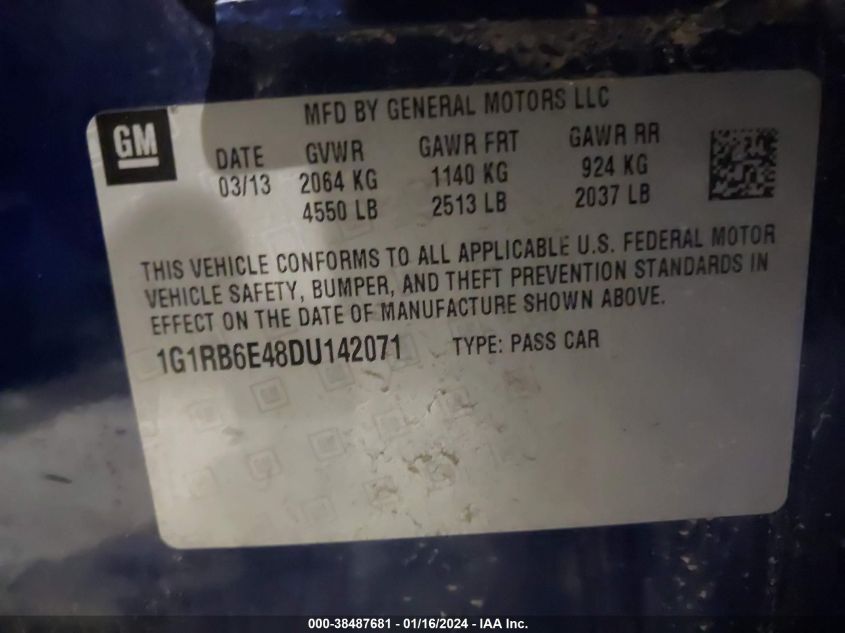 MFD BY GENERAL MOTORS LLC
GM
DATE GVWR GAWR FRT GAWR RR
03/13 2064 KG 1140 KG 924 KG
4550 LB 2513 LB 2037 LB
THIS VEHICLE CONFORMS TO ALL APPLICABLE U.S. FEDERAL MOTOR
VEHICLE SAFETY, BUMPER, AND THEFT PREVENTION STANDARDS IN
EFFECT ON THE DATE OF MANUFACTURE SHOWN ABOVE.
1G1RB6E48DU142071 TYPE: PASS CAR
000-38487681 - 01/16/2024 - IAA Inc.